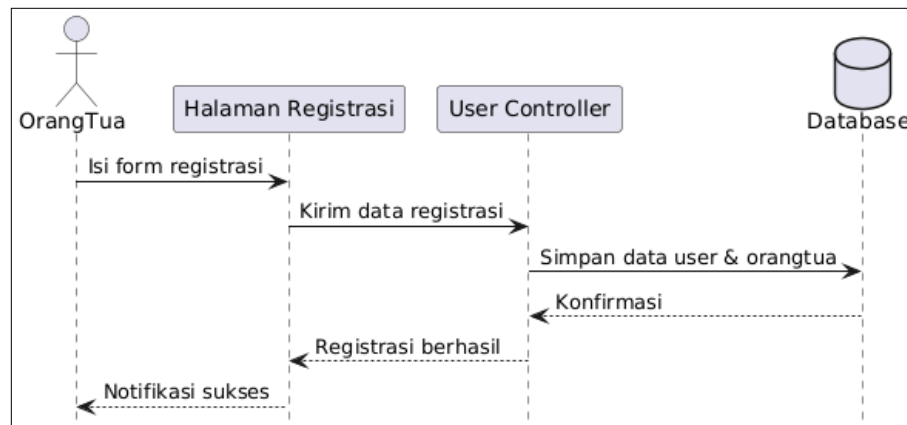 OrangTua
Halaman Registrasi
User Controller
Database
Isi form registrasi
Kirim data registrasi
Simpan data user & orangtua
Konfirmasi
Registrasi berhasil
Notifikasi sukses